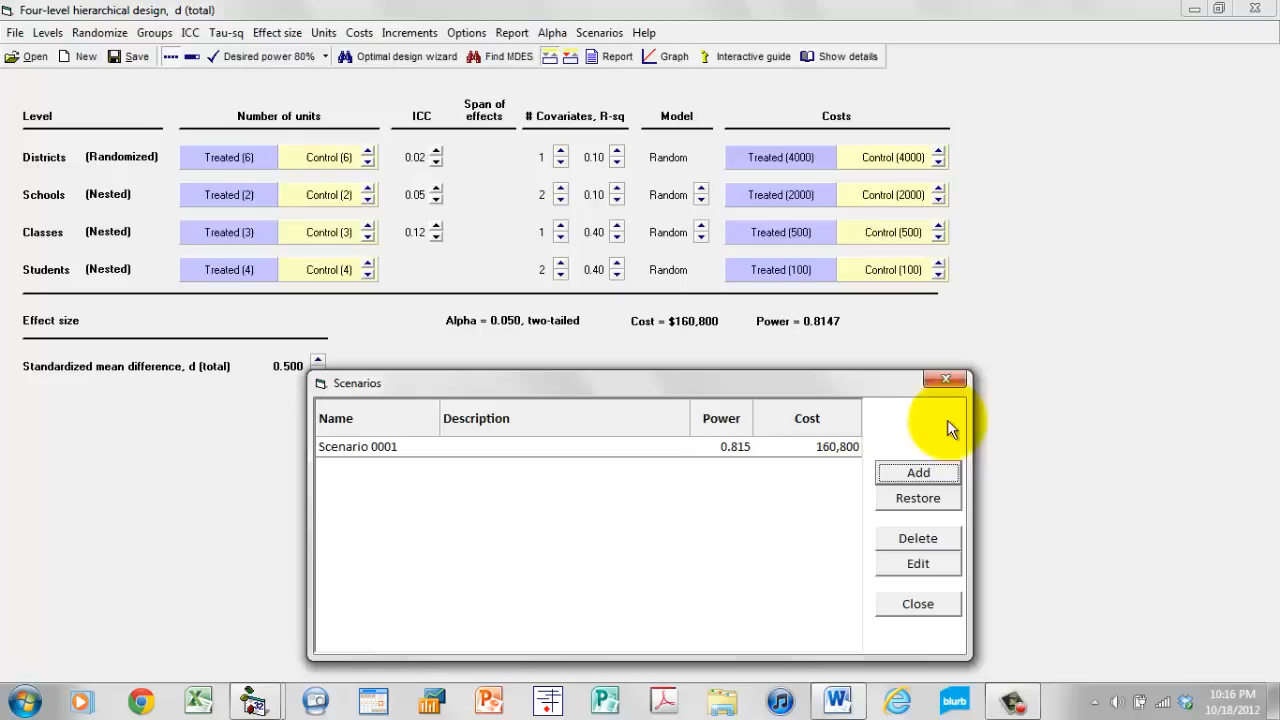 Four-level hierarchical design, d (total)
File Levels Randomize Groups ICC Tau-sq Effect size Units Costs Increments Options Report Alpha Scenarios Help
Open New Save Desired power 80% Optimal design wizard Find MDES Report Graph Interactive guide Show details
Level Number of units ICC Span of effects # Covariates, R-sq Model Costs
Districts (Randomized) Treated (6) Control (6) 0.02 1 0.10 Random Treated (4000) Control (4000)
Schools (Nested) Treated (2) Control (2) 0.05 2 0.10 Random Treated (2000) Control (2000)
Classes (Nested) Treated (3) Control (3) 0.12 1 0.40 Random Treated (500) Control (500)
Students (Nested) Treated (4) Control (4) 2 0.40 Random Treated (100) Control (100)
Effect size Alpha = 0.050, two-tailed Cost = $160,800 Power = 0.8147
Standardized mean difference, d (total) 0.500
Scenarios
Name Description Power Cost
Scenario 0001 0.815 160,800
Add
Restore
Delete
Edit
Close
blurb
10:16 PM
10/18/2012